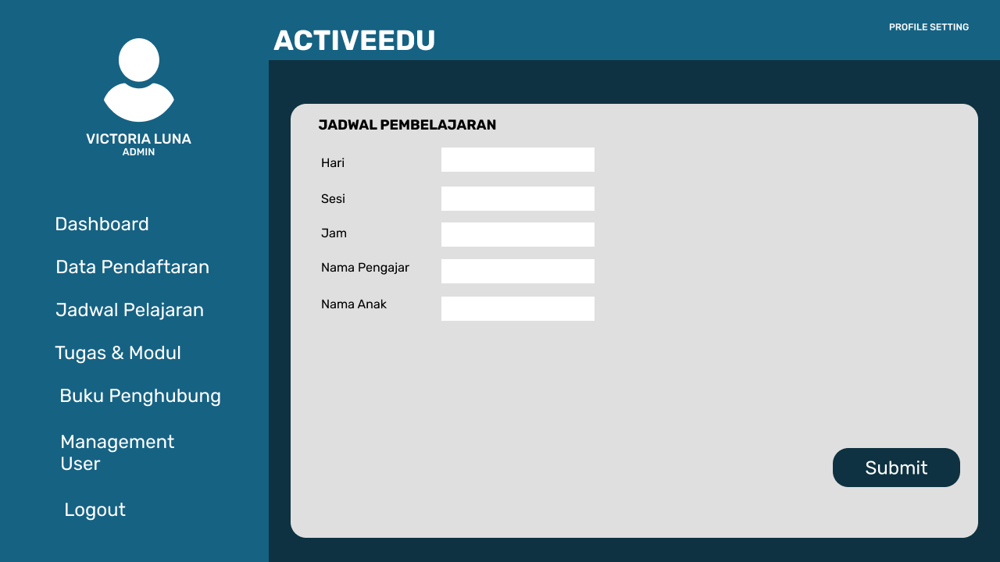 ACTIVEEDU
PROFILE SETTING
VICTORIA LUNA
ADMIN
Dashboard
Data Pendaftaran
Jadwal Pelajaran
Tugas & Modul
Buku Penghubung
Management
User
Logout
JADWAL PEMBELAJARAN
Hari
Sesi
Jam
Nama Pengajar
Nama Anak
Submit